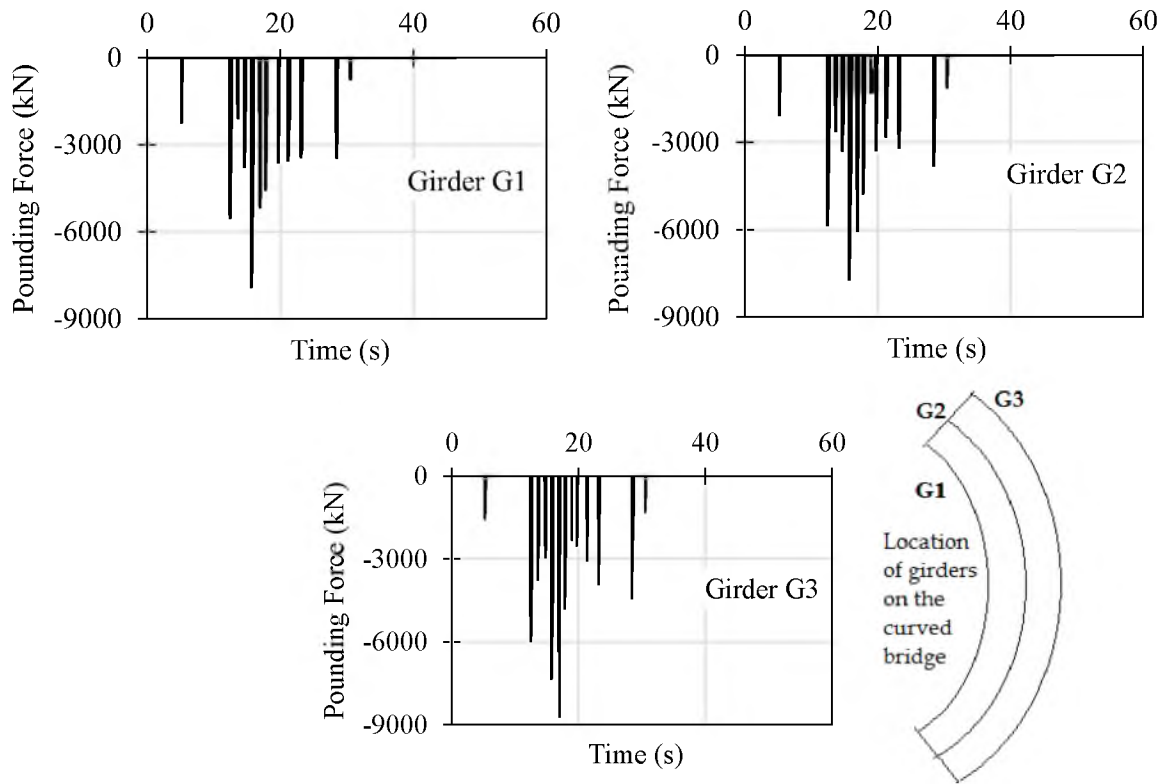 0 20 40 60
0
-3000
-6000
-9000
Pounding Force (kN)
Girder G1
Time (s)
0 20 40 60
0
-3000
-6000
-9000
Pounding Force (kN)
Girder G2
Time (s)
0 20 40 60
0
-3000
-6000
-9000
Pounding Force (kN)
Girder G3
Time (s)
G2 G3
G1
Location
of girders
on the
curved
bridge